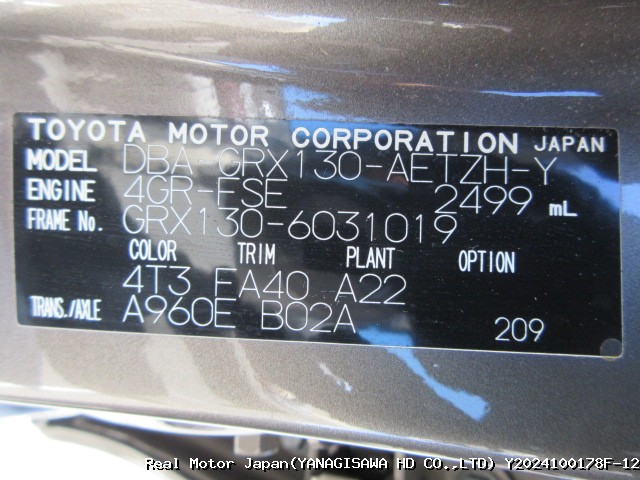 TOYOTA MOTOR CORPORATION JAPAN
MODEL DBA-GRX130-AETZH-Y
ENGINE 4GR-FSE 2499 mL
FRAME No. GRX130-6031019
COLOR TRIM PLANT OPTION
4T3 FA40 A22
TRANS./AXLE A960E B02A 209
Real Motor Japan(YANAGISAWA HD CO.,LTD) Y2024100178F-12